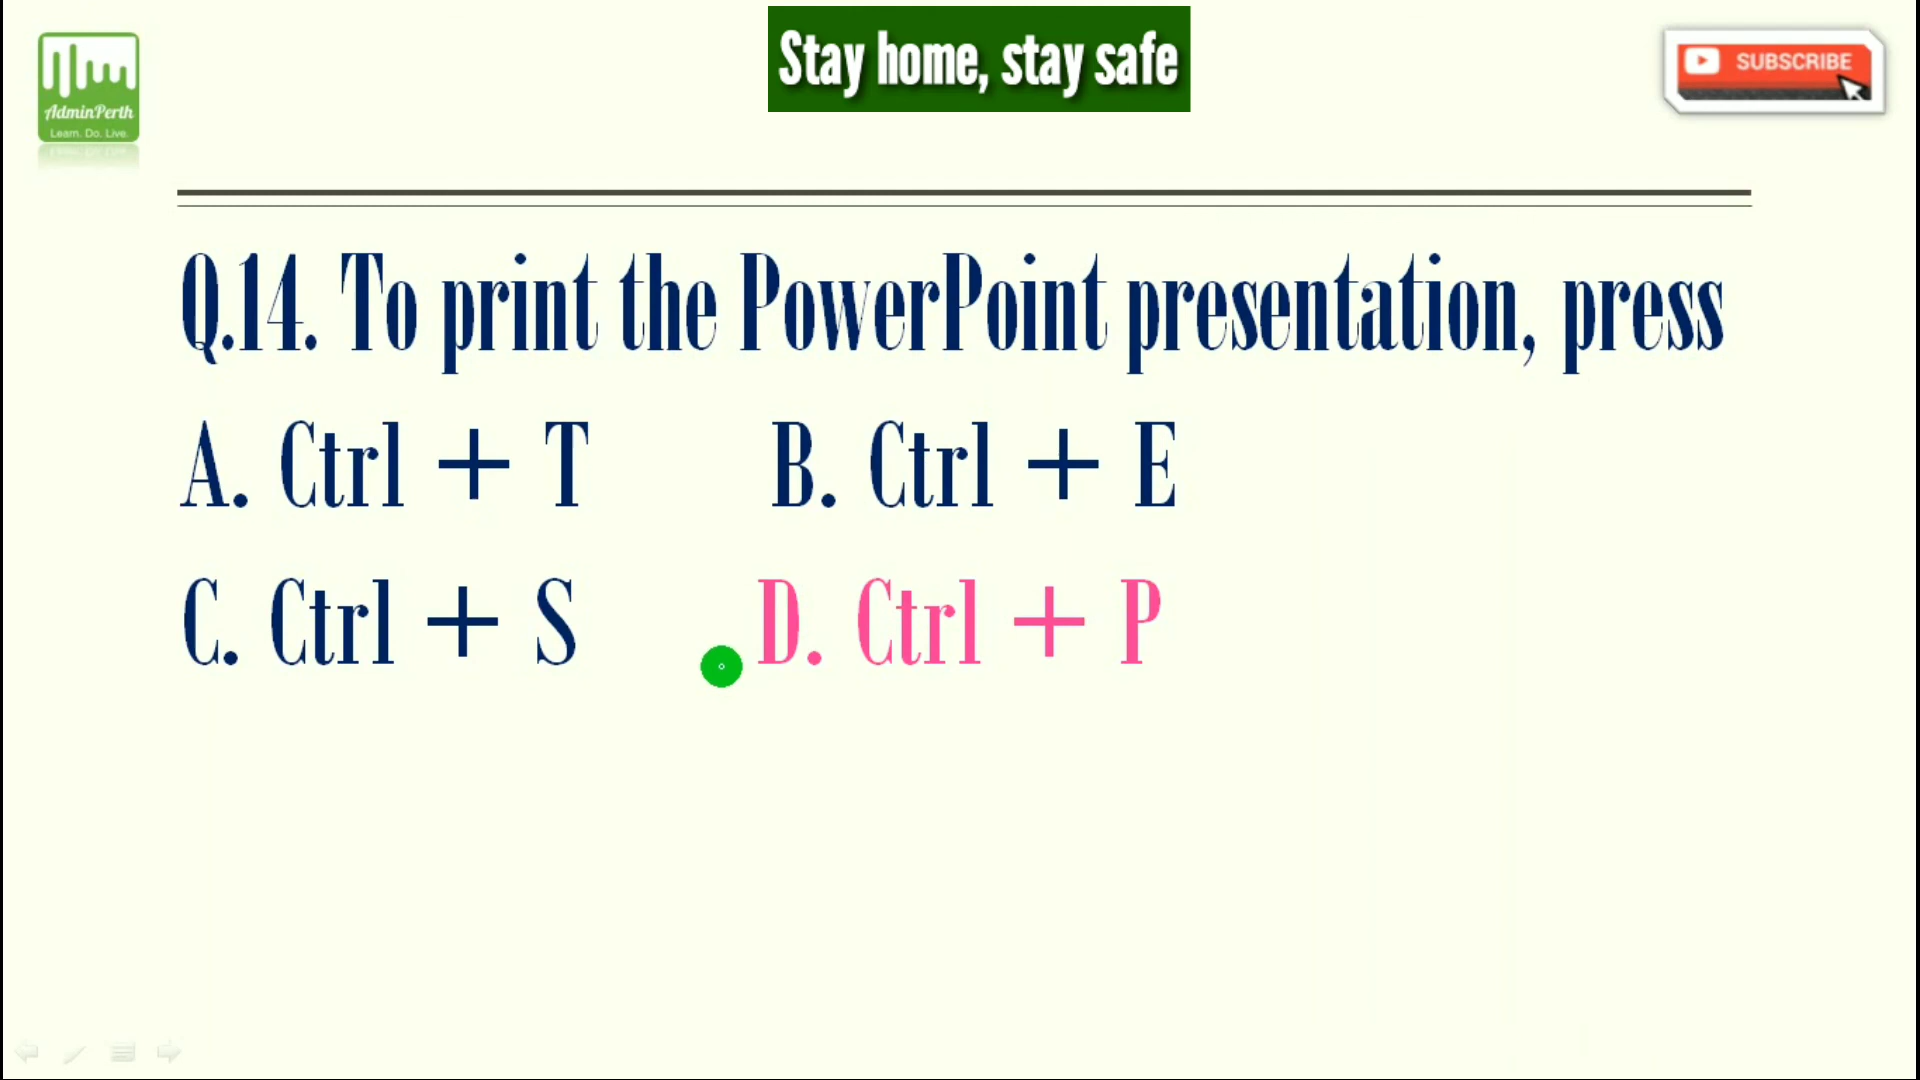 Stay home, stay safe
AdminPerth
Learn. Do. Live.
SUBSCRIBE
Q.14. To print the PowerPoint presentation, press
A. Ctrl + T B. Ctrl + E
C. Ctrl + S D. Ctrl + P